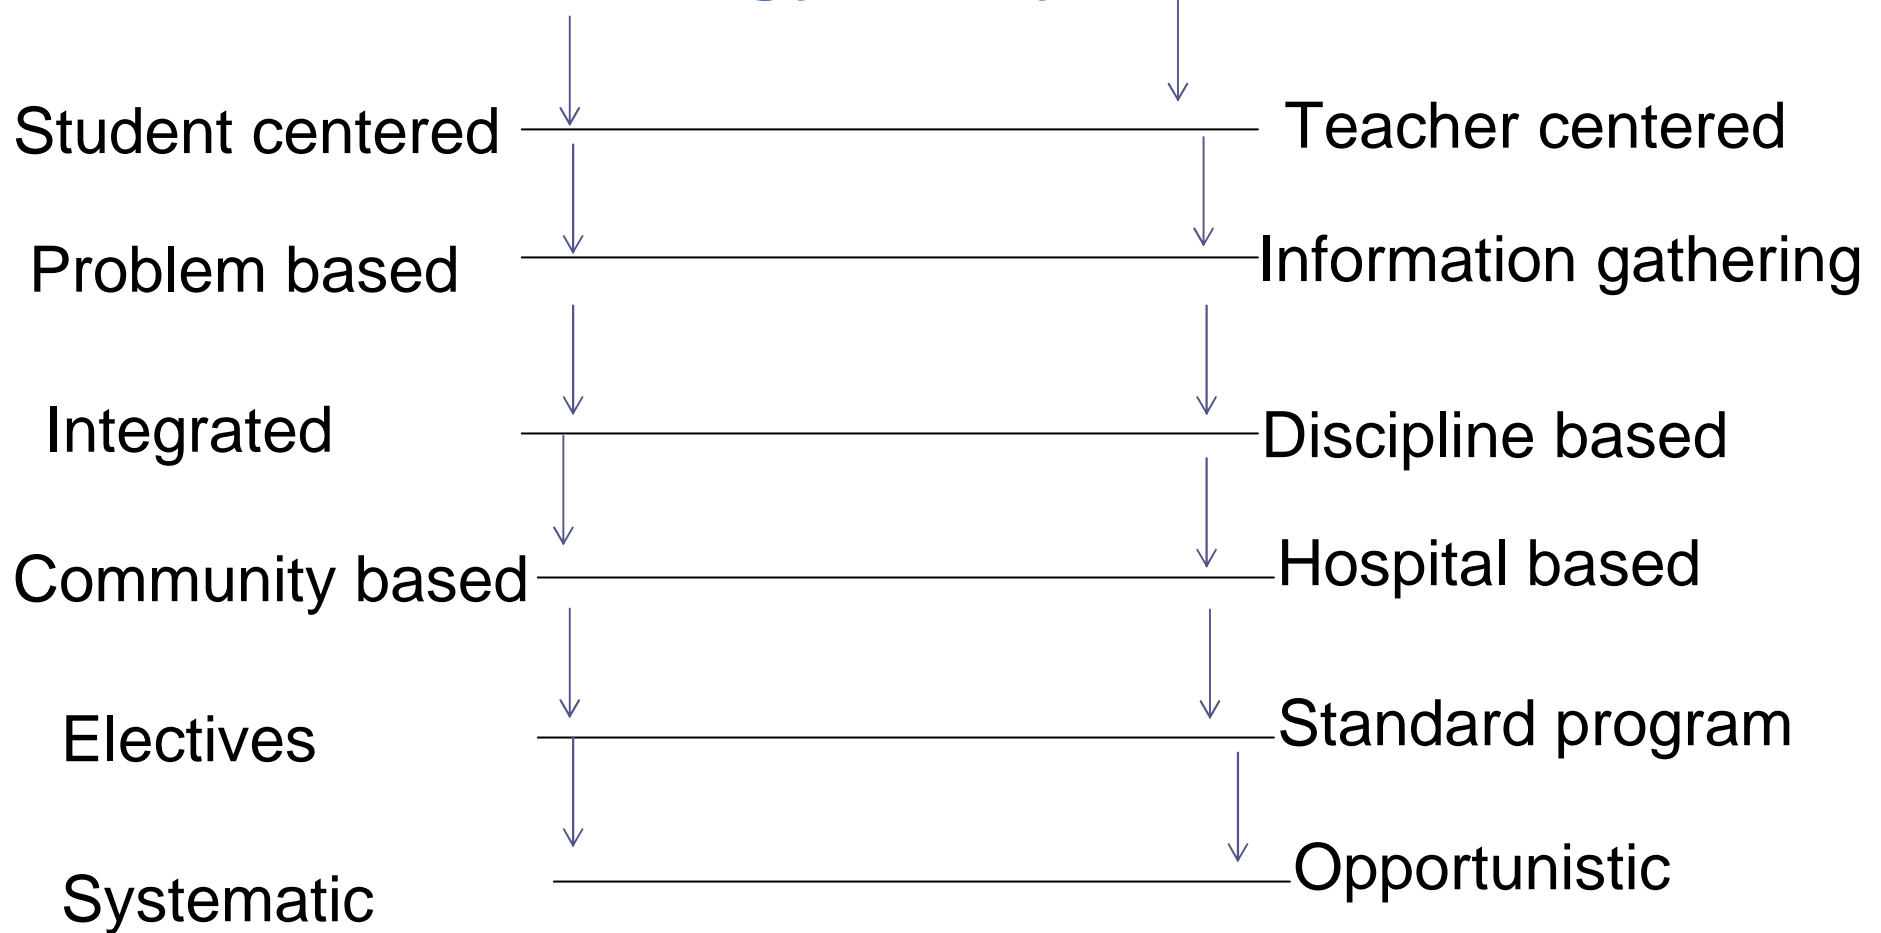 Student centered Teacher centered
Problem based Information gathering
Integrated Discipline based
Community based Hospital based
Electives Standard program
Systematic Opportunistic